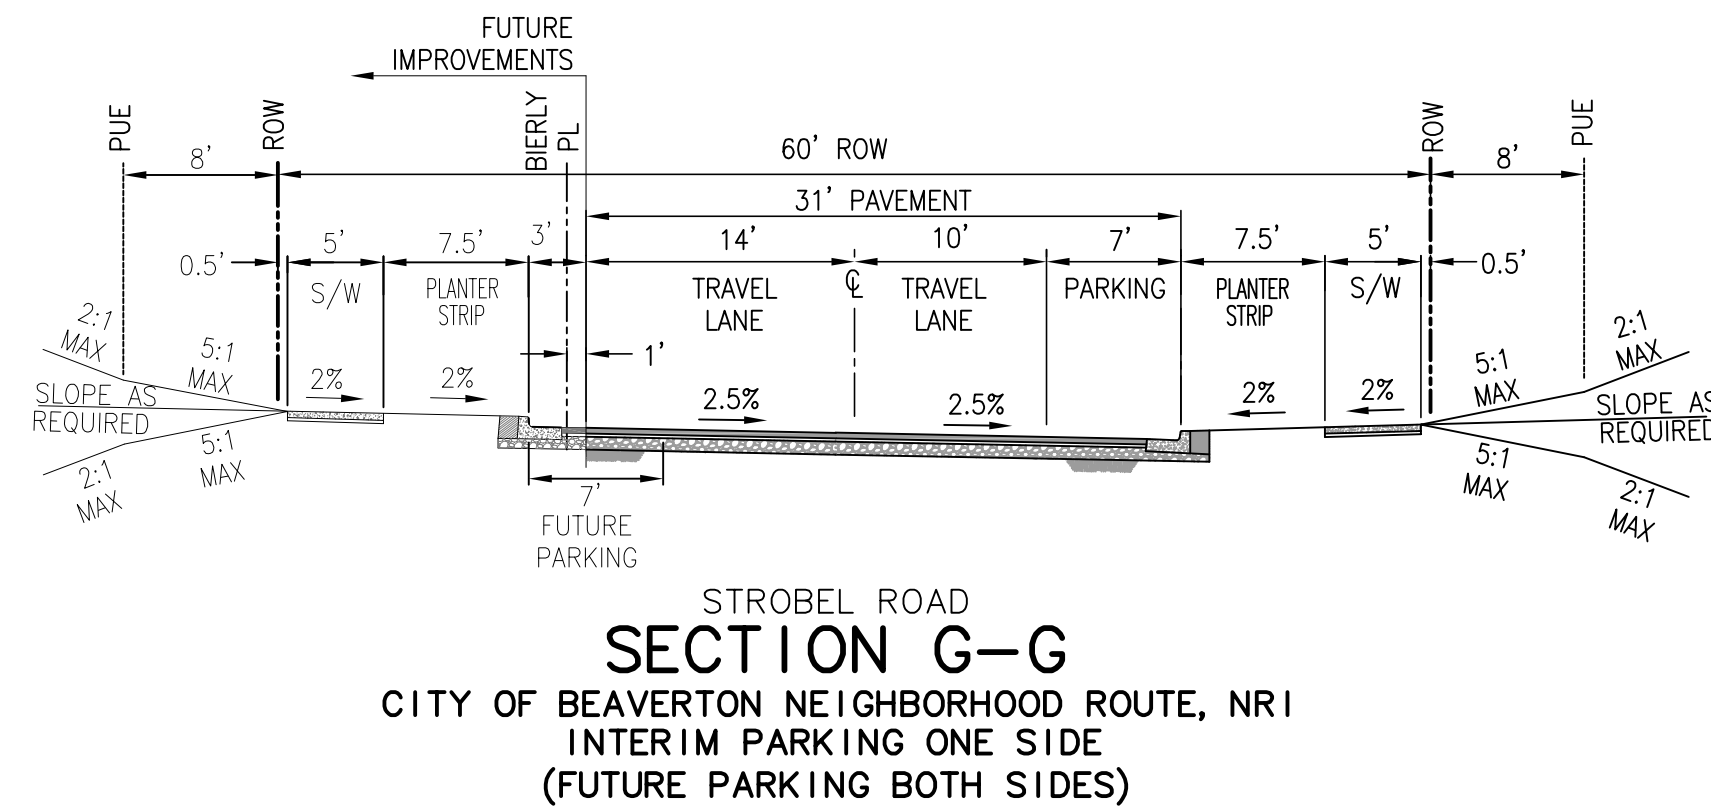 FUTURE
IMPROVEMENTS
PUE
ROW
BIERLY
PL
ROW
PUE
8'
60' ROW
8'
31' PAVEMENT
0.5'
5'
7.5'
3'
14'
10'
7'
7.5'
5'
0.5'
S/W
PLANTER
STRIP
TRAVEL
LANE
℄
TRAVEL
LANE
PARKING
PLANTER
STRIP
S/W
1'
2:1
MAX
5:1
MAX
SLOPE AS
REQUIRED
5:1
MAX
2:1
MAX
2%
2%
2.5%
2.5%
2%
2%
5:1
MAX
2:1
MAX
SLOPE AS
REQUIRED
5:1
MAX
2:1
MAX
7'
FUTURE
PARKING
STROBEL ROAD
SECTION G-G
CITY OF BEAVERTON NEIGHBORHOOD ROUTE, NR1
INTERIM PARKING ONE SIDE
(FUTURE PARKING BOTH SIDES)